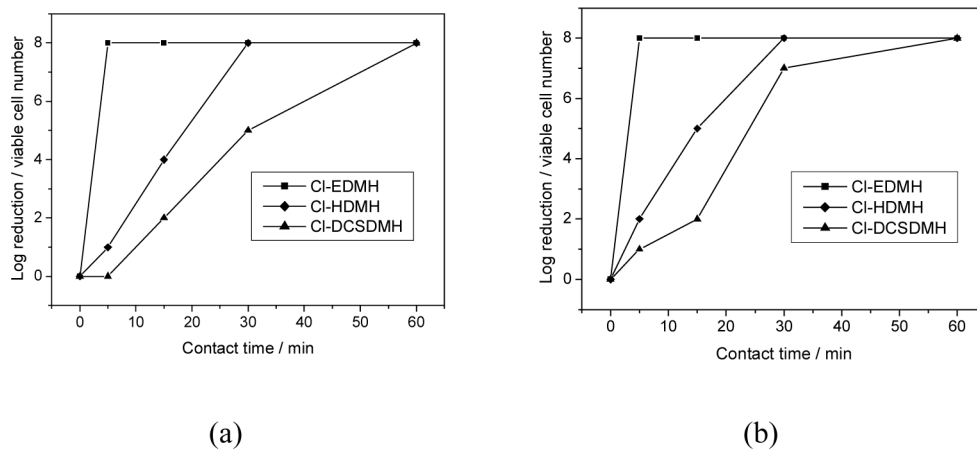 8
6
4
2
0
Log reduction / viable cell number
Cl-EDMH
Cl-HDMH
Cl-DCSDMH
0 10 20 30 40 50 60
Contact time / min
(a)
8
6
4
2
0
Log reduction / viable cell number
Cl-EDMH
Cl-HDMH
Cl-DCSDMH
0 10 20 30 40 50 60
Contact time / min
(b)